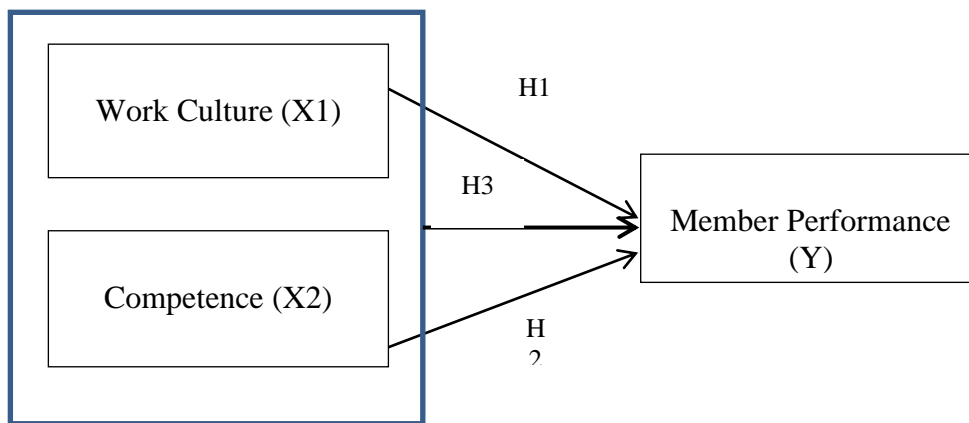 Work Culture (X1)
H1
H3
Member Performance
(Y)
Competence (X2)
H
2